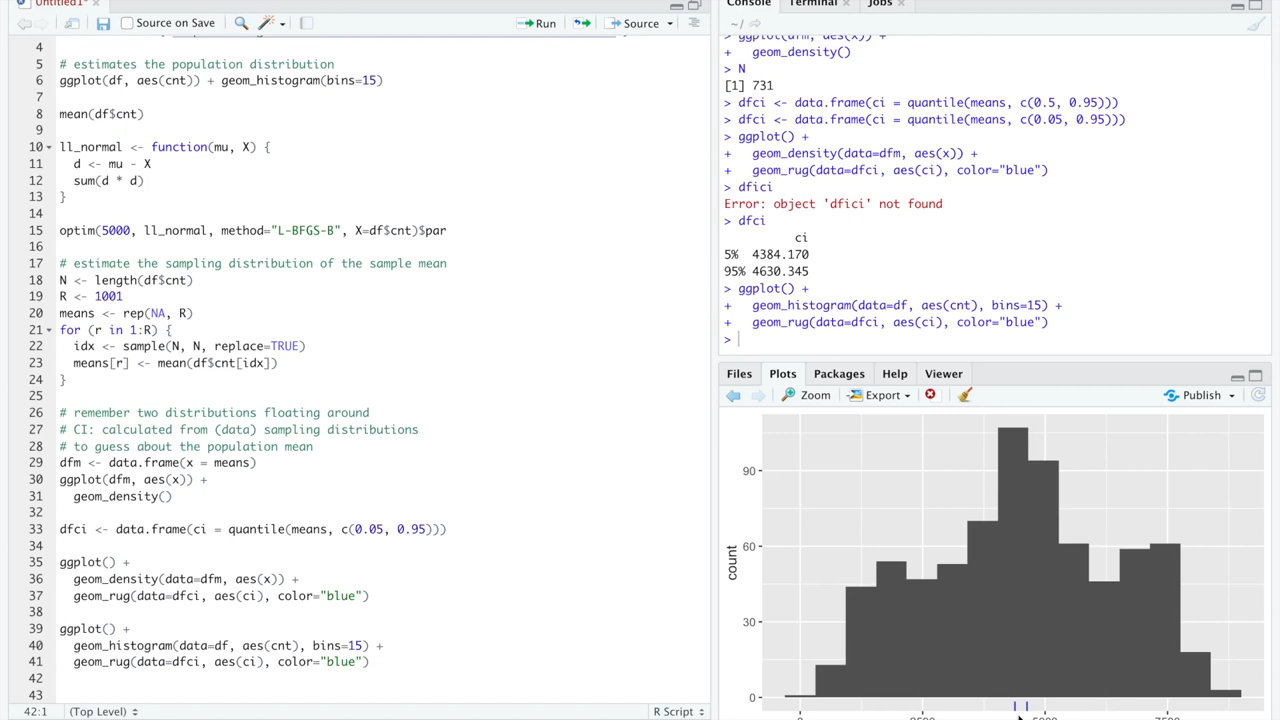 Untitled1*
Source on Save
Run
Source
4
5 # estimates the population distribution
6 ggplot(df, aes(cnt)) + geom_histogram(bins=15)
7
8 mean(df$cnt)
9
10 ll_normal <- function(mu, X) {
11 d <- mu - X
12 sum(d * d)
13 }
14
15 optim(5000, ll_normal, method="L-BFGS-B", X=df$cnt)$par
16
17 # estimate the sampling distribution of the sample mean
18 N <- length(df$cnt)
19 R <- 1001
20 means <- rep(NA, R)
21 for (r in 1:R) {
22 idx <- sample(N, N, replace=TRUE)
23 means[r] <- mean(df$cnt[idx])
24 }
25
26 # remember two distributions floating around
27 # CI: calculated from (data) sampling distributions
28 # to guess about the population mean
29 dfm <- data.frame(x = means)
30 ggplot(dfm, aes(x)) +
31 geom_density()
32
33 dfci <- data.frame(ci = quantile(means, c(0.05, 0.95)))
34
35 ggplot() +
36 geom_density(data=dfm, aes(x)) +
37 geom_rug(data=dfci, aes(ci), color="blue")
38
39 ggplot() +
40 geom_histogram(data=df, aes(cnt), bins=15) +
41 geom_rug(data=dfci, aes(ci), color="blue")
42
43
42:1 (Top Level) R Script
Console Terminal Jobs
~/
> ggplot(dfm, aes(x)) +
+ geom_density()
> N
[1] 731
> dfci <- data.frame(ci = quantile(means, c(0.5, 0.95)))
> dfci <- data.frame(ci = quantile(means, c(0.05, 0.95)))
> ggplot() +
+ geom_density(data=dfm, aes(x)) +
+ geom_rug(data=dfci, aes(ci), color="blue")
> dfici
Error: object 'dfici' not found
> dfci
ci
5% 4384.170
95% 4630.345
> ggplot() +
+ geom_histogram(data=df, aes(cnt), bins=15) +
+ geom_rug(data=dfci, aes(ci), color="blue")
>
Files Plots Packages Help Viewer
Zoom Export Publish
90
60
30
0
count
0 2500 5000 7500